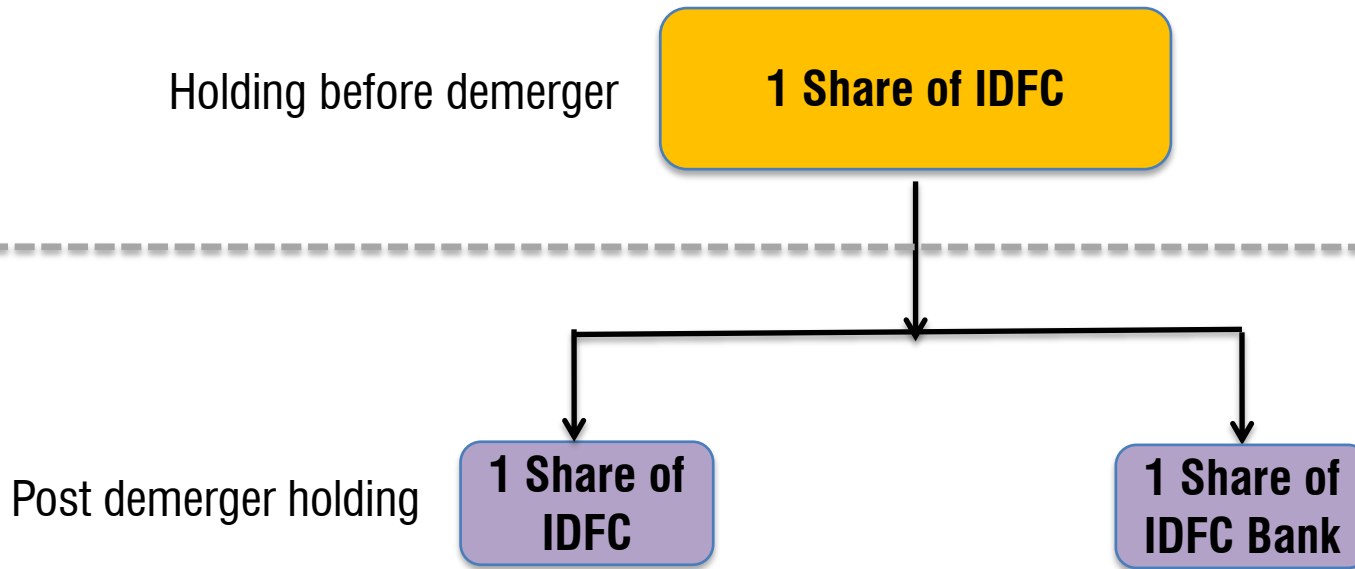 Holding before demerger
1 Share of IDFC
Post demerger holding
1 Share of
IDFC
1 Share of
IDFC Bank